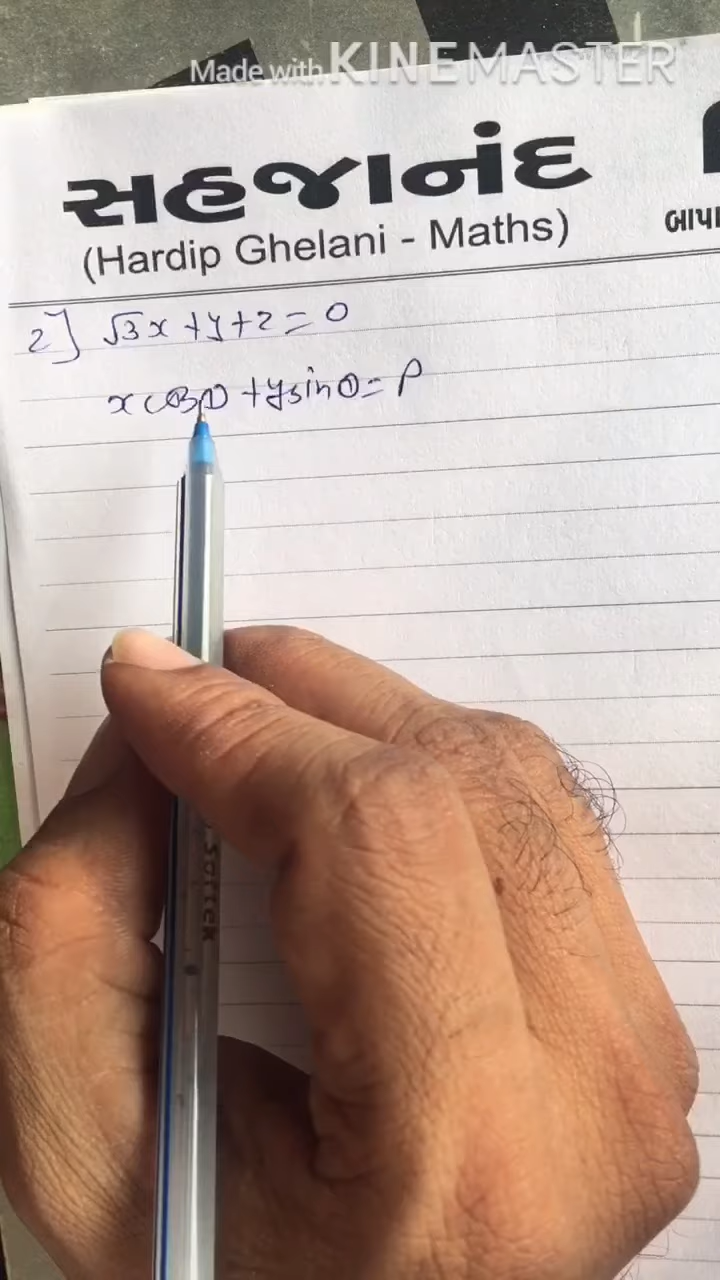 Made with KINEMASTER
સહજાનંદ
(Hardip Ghelani - Maths)
2] √3x + y + 2 = 0
x cosθ + y sinθ = P